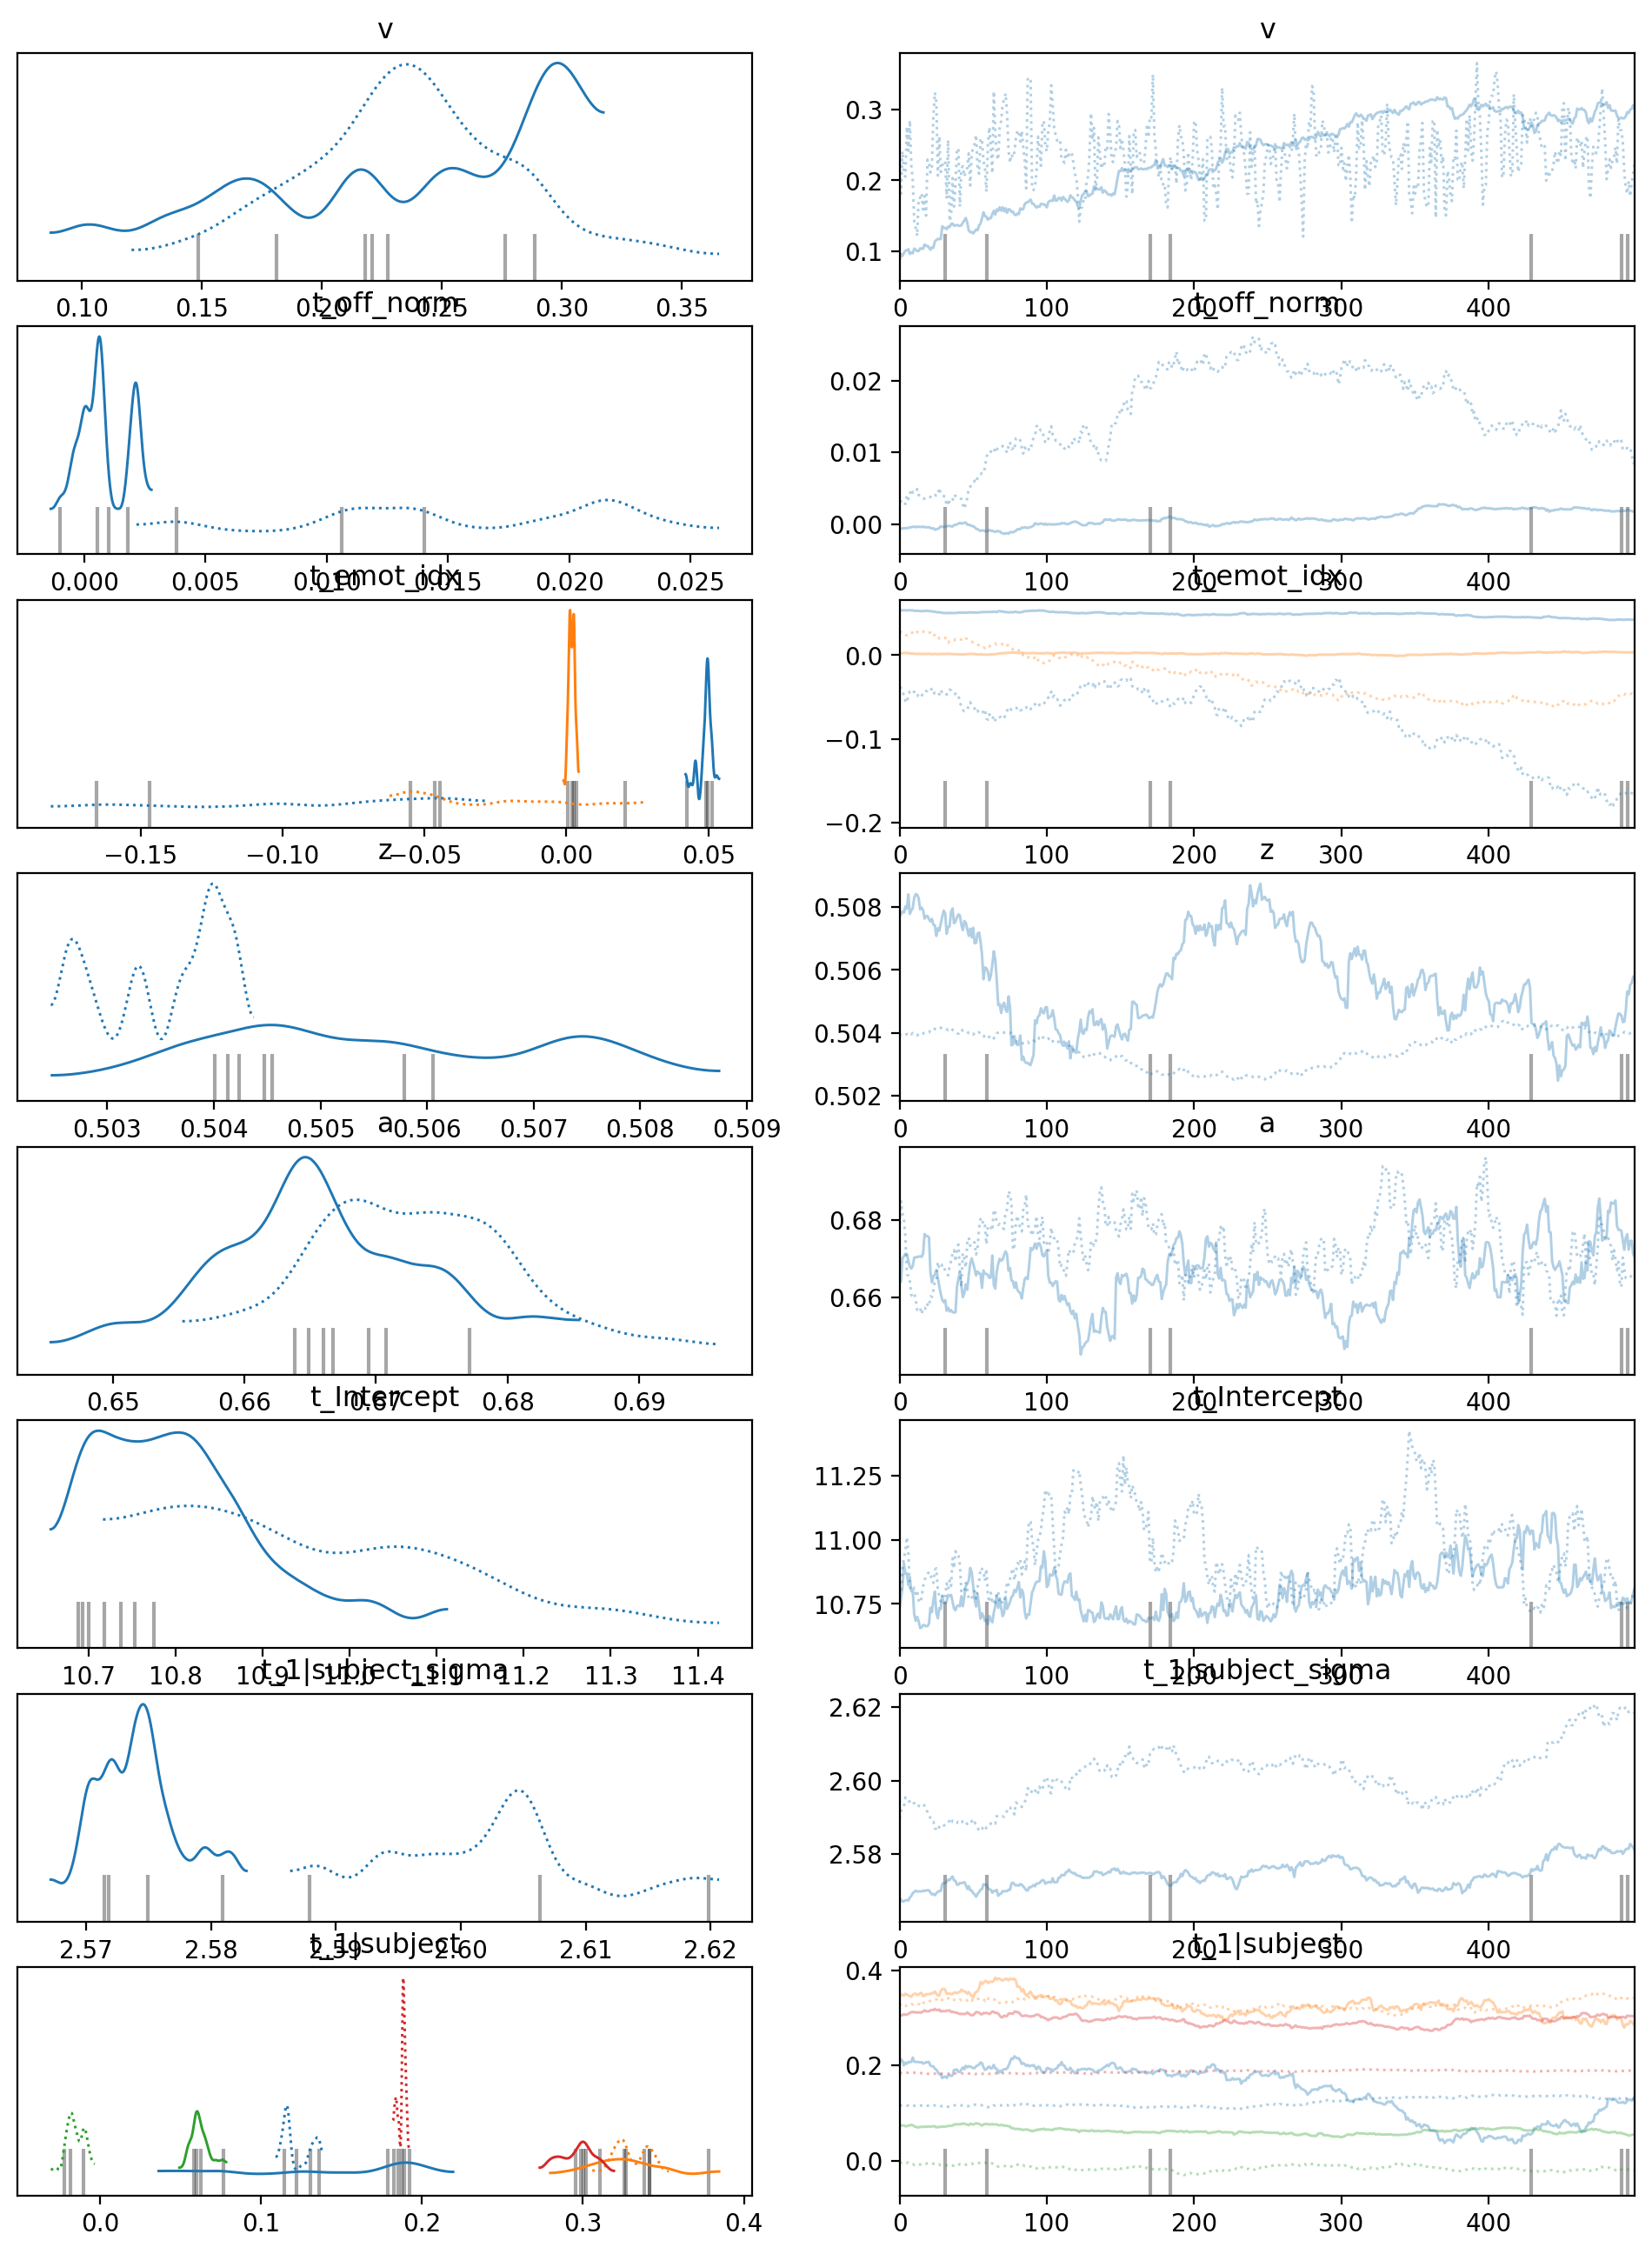 v v
0.3
0.2
0.1
0.10 0.15 0.20 0.25 0.30 0.35 0 100 200 300 400
t_off_norm t_off_norm
0.02
0.01
0.00
0.000 0.005 0.010 0.015 0.020 0.025 0 100 200 300 400
t_emot_idx t_emot_idx
0.0
−0.1
−0.2
−0.15 −0.10 −0.05 0.00 0.05 0 100 200 300 400
z z
0.508
0.506
0.504
0.502
0.503 0.504 0.505 0.506 0.507 0.508 0.509 0 100 200 300 400
a a
0.68
0.66
0.65 0.66 0.67 0.68 0.69 0 100 200 300 400
t_Intercept t_Intercept
11.25
11.00
10.75
10.7 10.8 10.9 11.0 11.1 11.2 11.3 11.4 0 100 200 300 400
t_1|subject_sigma t_1|subject_sigma
2.62
2.60
2.58
2.57 2.58 2.59 2.60 2.61 2.62 0 100 200 300 400
t_1|subject t_1|subject
0.4
0.2
0.0
0.0 0.1 0.2 0.3 0.4 0 100 200 300 400